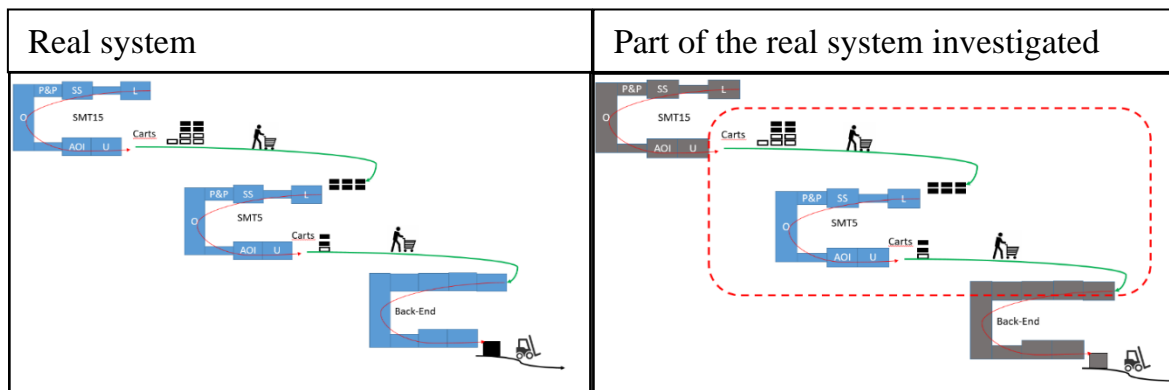 Real system
Part of the real system investigated
P&P SS L
O
SMT15
Carts
AOI U
P&P SS L
O
SMT5
Carts
AOI U
Back-End
P&P SS L
O
SMT15
Carts
AOI U
P&P SS L
O
SMT5
Carts
AOI U
Back-End